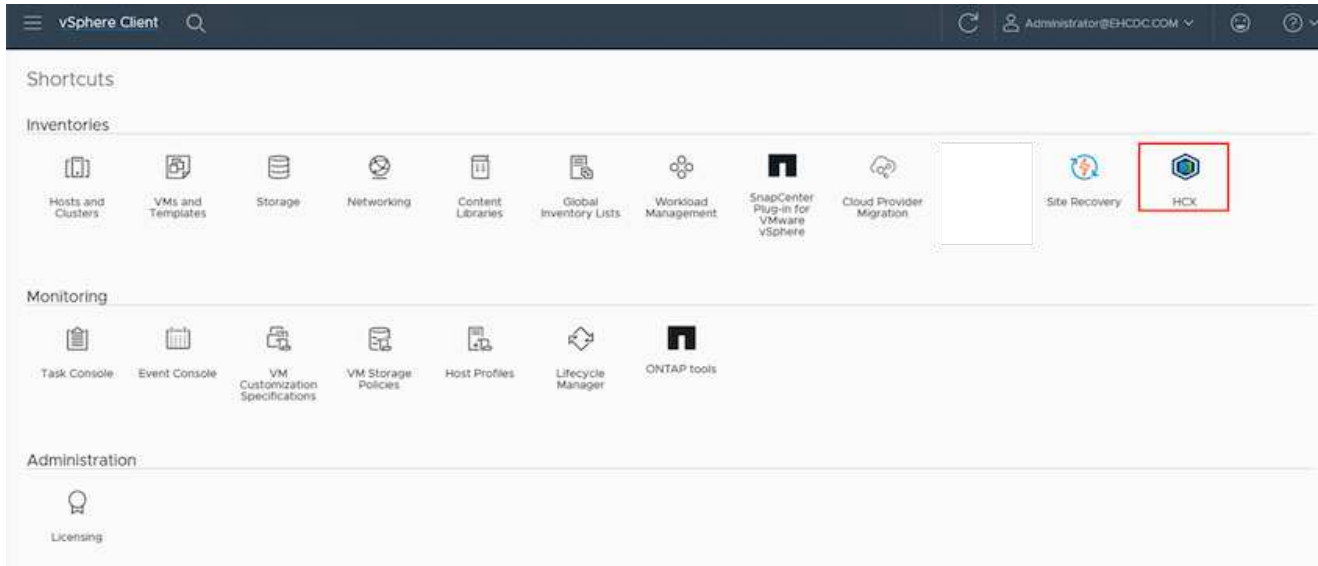 vSphere Client
Administrator@EHCDC.COM
Shortcuts
Inventories
Hosts and
Clusters
VMs and
Templates
Storage
Networking
Content
Libraries
Global
Inventory Lists
Workload
Management
SnapCenter
Plug-in for
VMware
vSphere
Cloud Provider
Migration
Site Recovery
HCX
Monitoring
Task Console
Event Console
VM
Customization
Specifications
VM Storage
Policies
Host Profiles
Lifecycle
Manager
ONTAP tools
Administration
Licensing